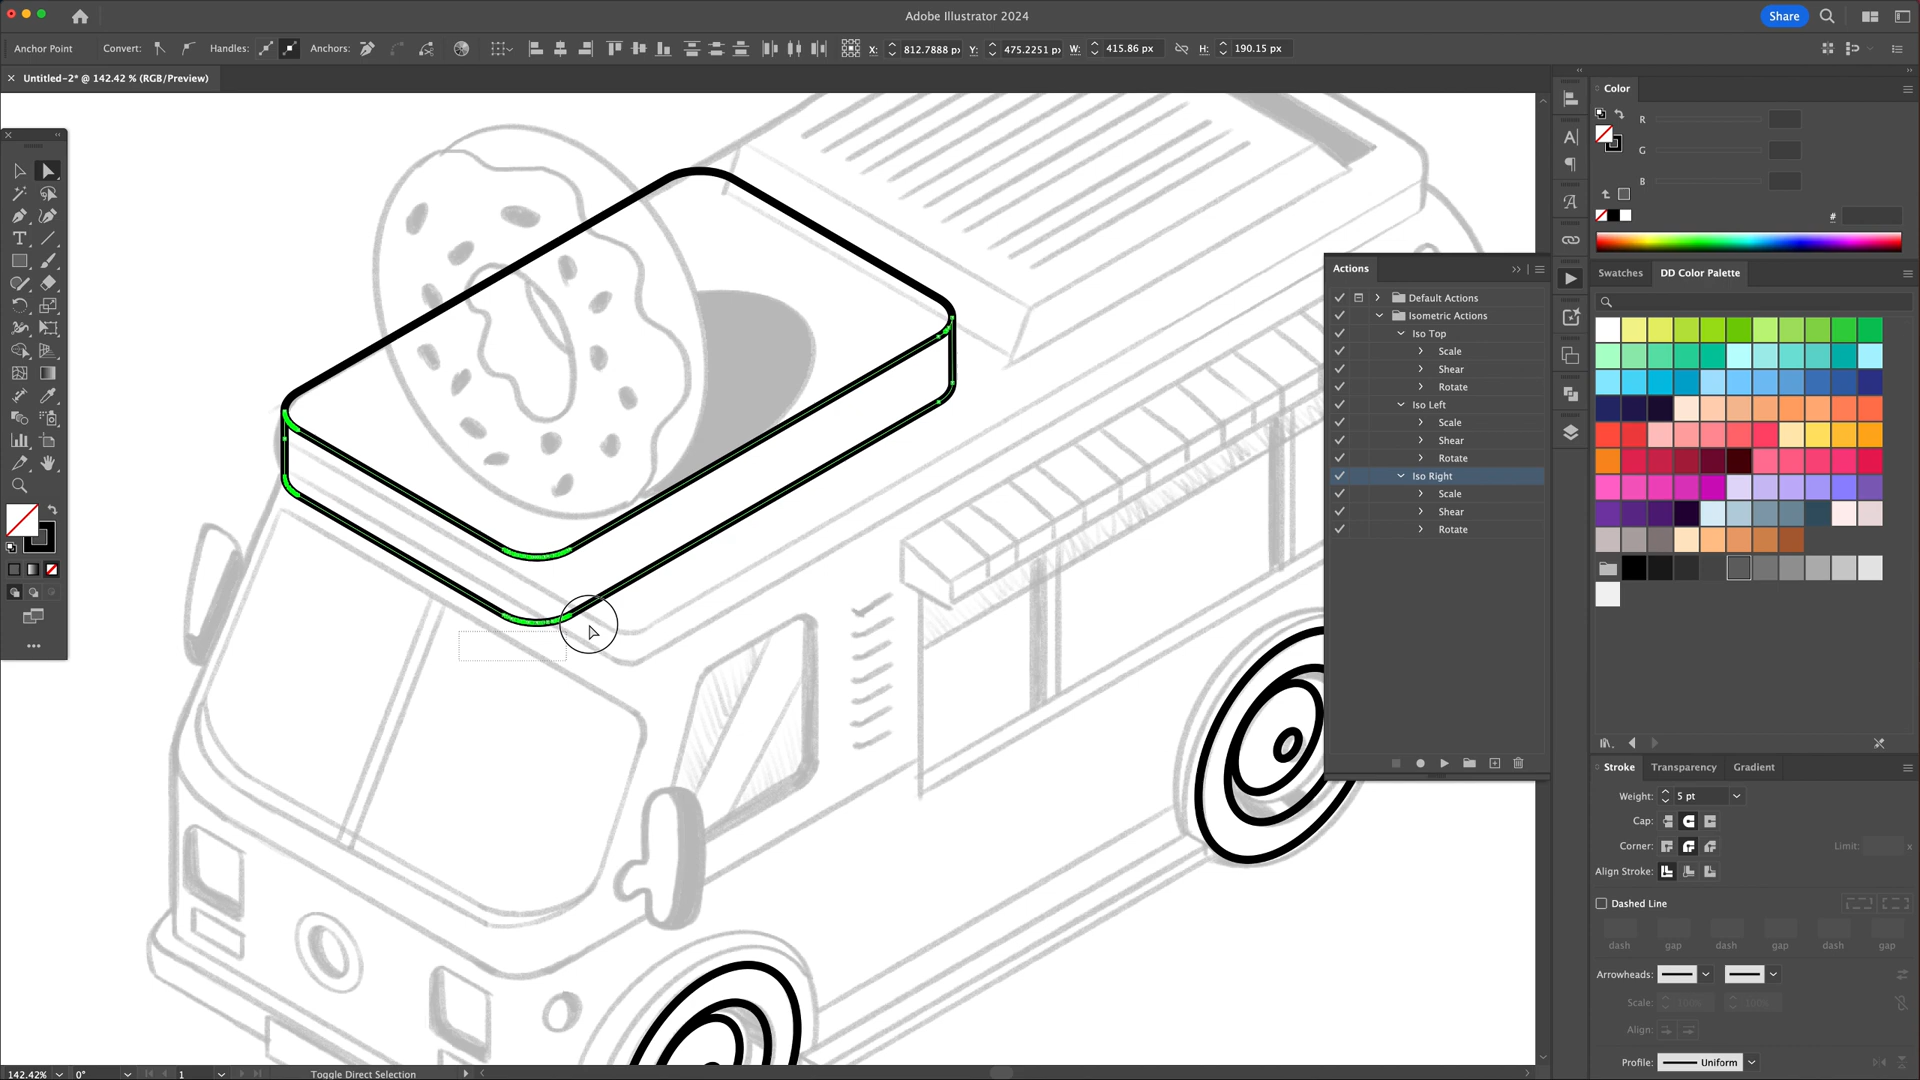 Adobe Illustrator 2024
Share
Anchor Point
Convert:
Handles:
Anchors:
X:
812.7888 p
Y:
475.2251 p
W:
415.86 px
H:
190.15 px
Untitled-2* @ 142.42 % (RGB/Preview)
Color
R
G
B
#
Swatches
DD Color Palette
Actions
Default Actions
Isometric Actions
Iso Top
Scale
Shear
Rotate
Iso Left
Scale
Shear
Rotate
Iso Right
Scale
Shear
Rotate
Stroke
Transparency
Gradient
Weight:
5 pt
Cap:
Corner:
Limit:
x
Align Stroke:
Dashed Line
dash
gap
dash
gap
dash
gap
Arrowheads:
Scale:
100%
100%
Align:
Profile:
Uniform
142.42%
0°
1
Toggle Direct Selection